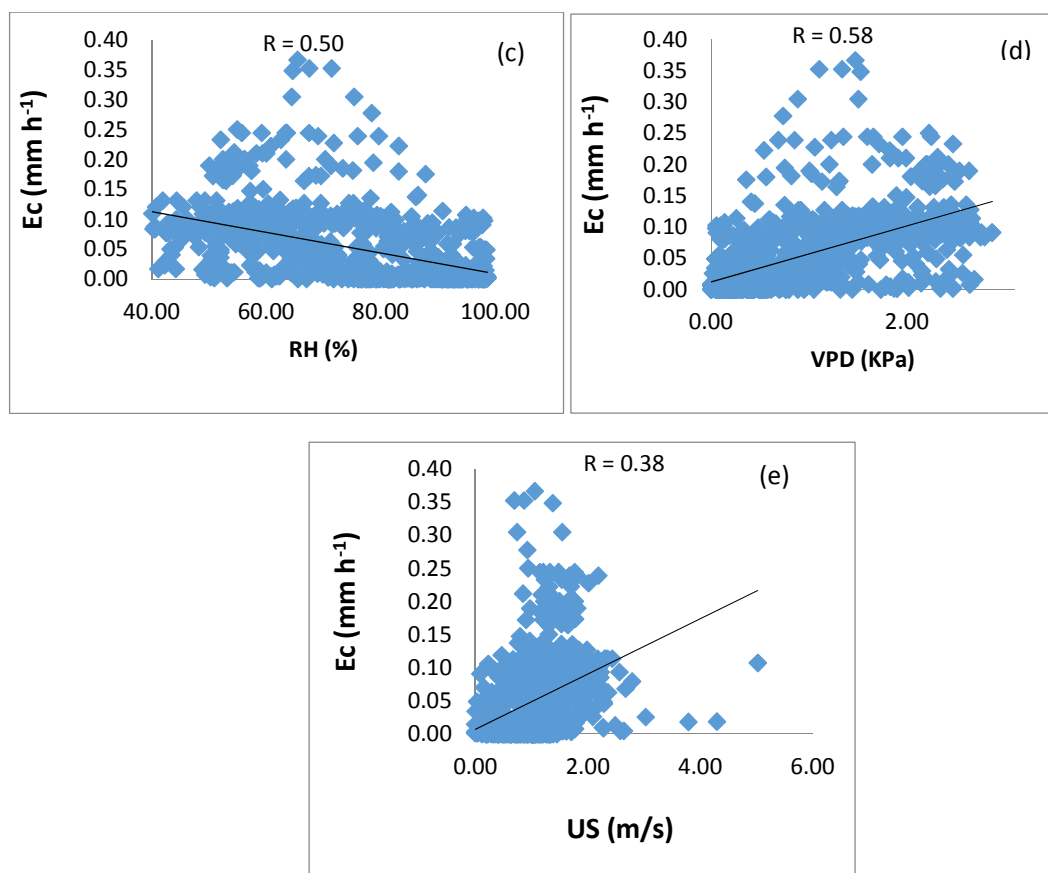 R = 0.50
(c)
Ec (mm h⁻¹)
0.40
0.35
0.30
0.25
0.20
0.15
0.10
0.05
0.00
40.00 60.00 80.00 100.00
RH (%)
R = 0.58
(d)
Ec (mm h⁻¹)
0.40
0.35
0.30
0.25
0.20
0.15
0.10
0.05
0.00
0.00 2.00
VPD (KPa)
R = 0.38
(e)
Ec (mm h⁻¹)
0.40
0.35
0.30
0.25
0.20
0.15
0.10
0.05
0.00
0.00 2.00 4.00 6.00
US (m/s)